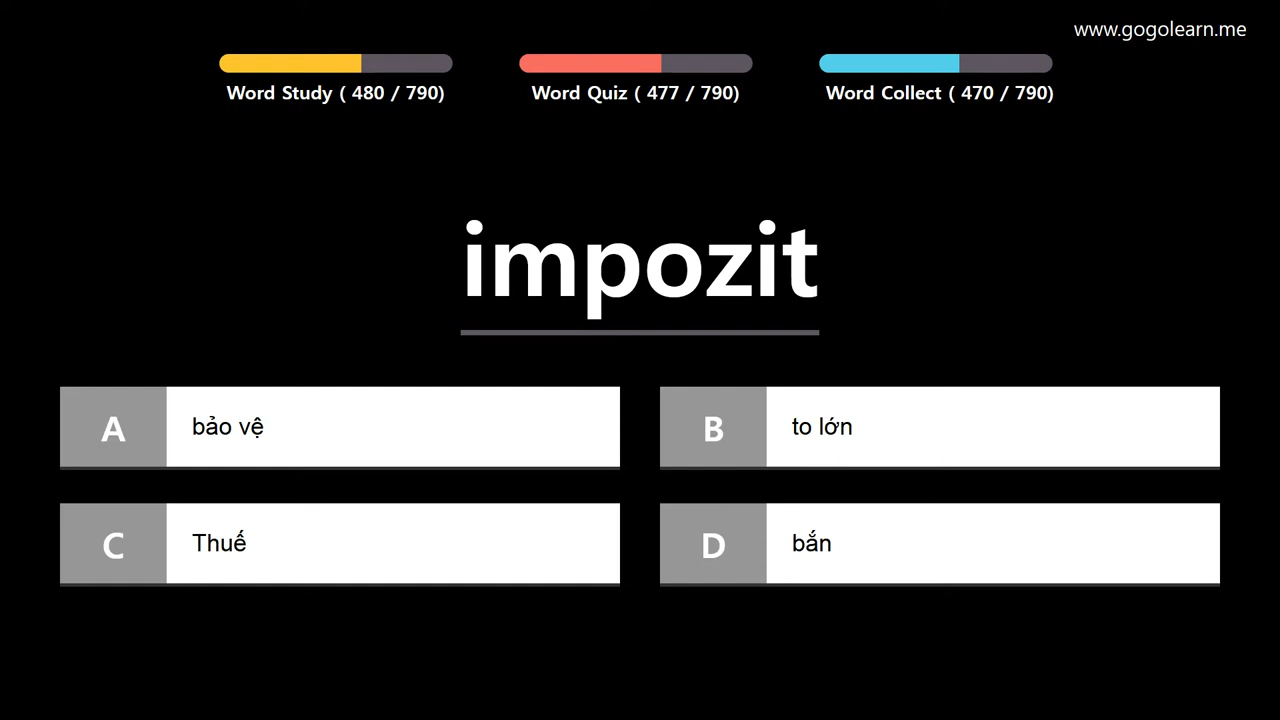 www.gogolearn.me
Word Study ( 480 / 790)
Word Quiz ( 477 / 790)
Word Collect ( 470 / 790)
impozit
A bảo vệ
B to lớn
C Thuế
D bắn